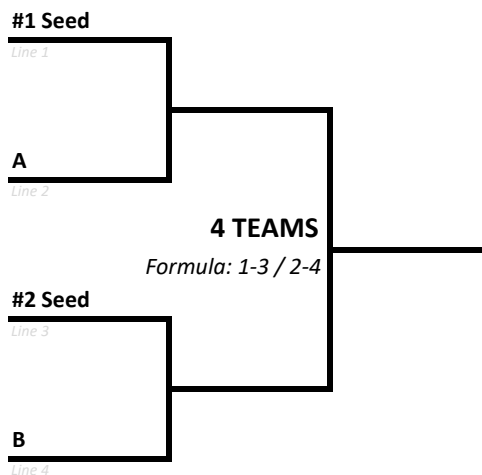 #1 Seed
Line 1
A
Line 2
4 TEAMS
Formula: 1-3 / 2-4
#2 Seed
Line 3
B
Line 4